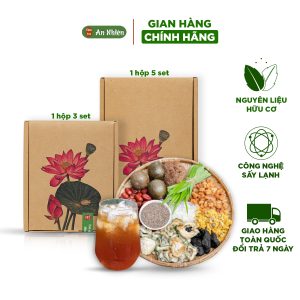 An Nhiên
GIAN HÀNG
CHÍNH HÃNG
1 hộp 5 set
1 hộp 3 set
NGUYÊN LIỆU
HỮU CƠ
CÔNG NGHỆ
SẤY LẠNH
GIAO HÀNG
TOÀN QUỐC
ĐỔI TRẢ 7 NGÀY